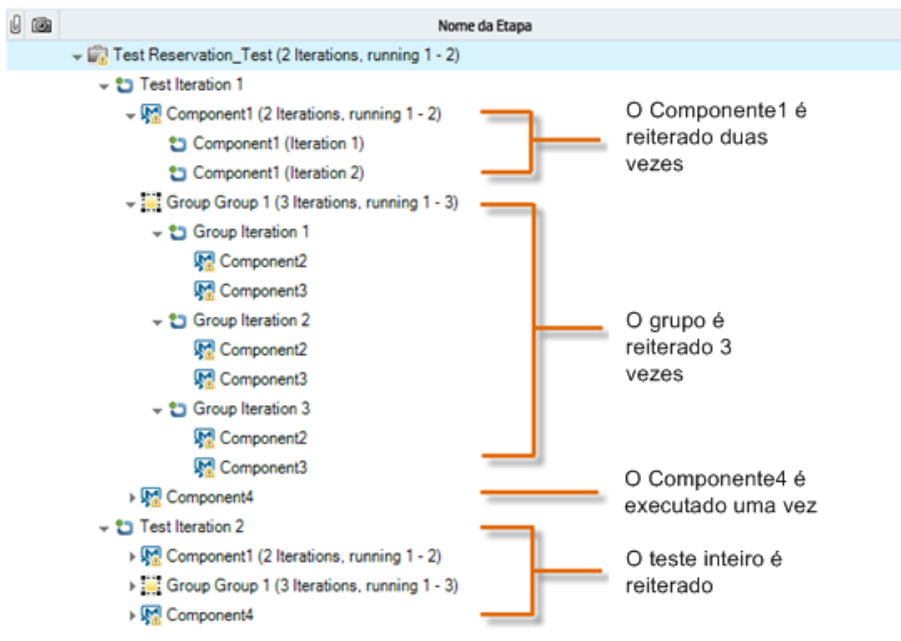 Nome da Etapa
Test Reservation_Test (2 Iterations, running 1 - 2)
Test Iteration 1
Component1 (2 Iterations, running 1 - 2)
Component1 (Iteration 1)
Component1 (Iteration 2)
O Componente1 é
reiterado duas
vezes
Group Group 1 (3 Iterations, running 1 - 3)
Group Iteration 1
Component2
Component3
Group Iteration 2
Component2
Component3
Group Iteration 3
Component2
Component3
O grupo é
reiterado 3
vezes
Component4
O Componente4 é
executado uma vez
Test Iteration 2
Component1 (2 Iterations, running 1 - 2)
Group Group 1 (3 Iterations, running 1 - 3)
Component4
O teste inteiro é
reiterado